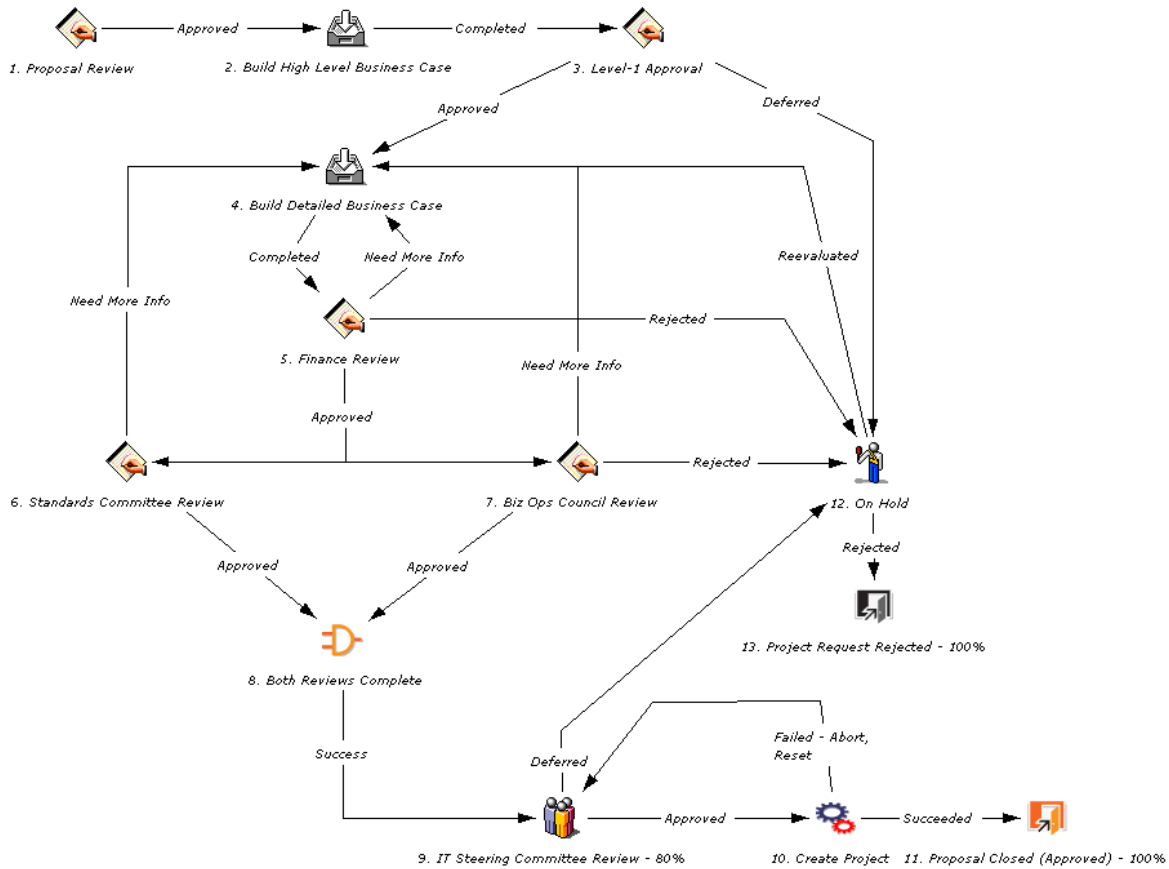 Approved
Completed
1. Proposal Review
2. Build High Level Business Case
3. Level-1 Approval
Approved
Deferred
4. Build Detailed Business Case
Completed
Need More Info
Reevaluated
Need More Info
Rejected
5. Finance Review
Need More Info
Approved
Rejected
6. Standards Committee Review
7. Biz Ops Council Review
12. On Hold
Rejected
Approved
Approved
13. Project Request Rejected - 100%
8. Both Reviews Complete
Failed - Abort,
Reset
Success
Deferred
Approved
Succeeded
9. IT Steering Committee Review - 80%
10. Create Project
11. Proposal Closed (Approved) - 100%